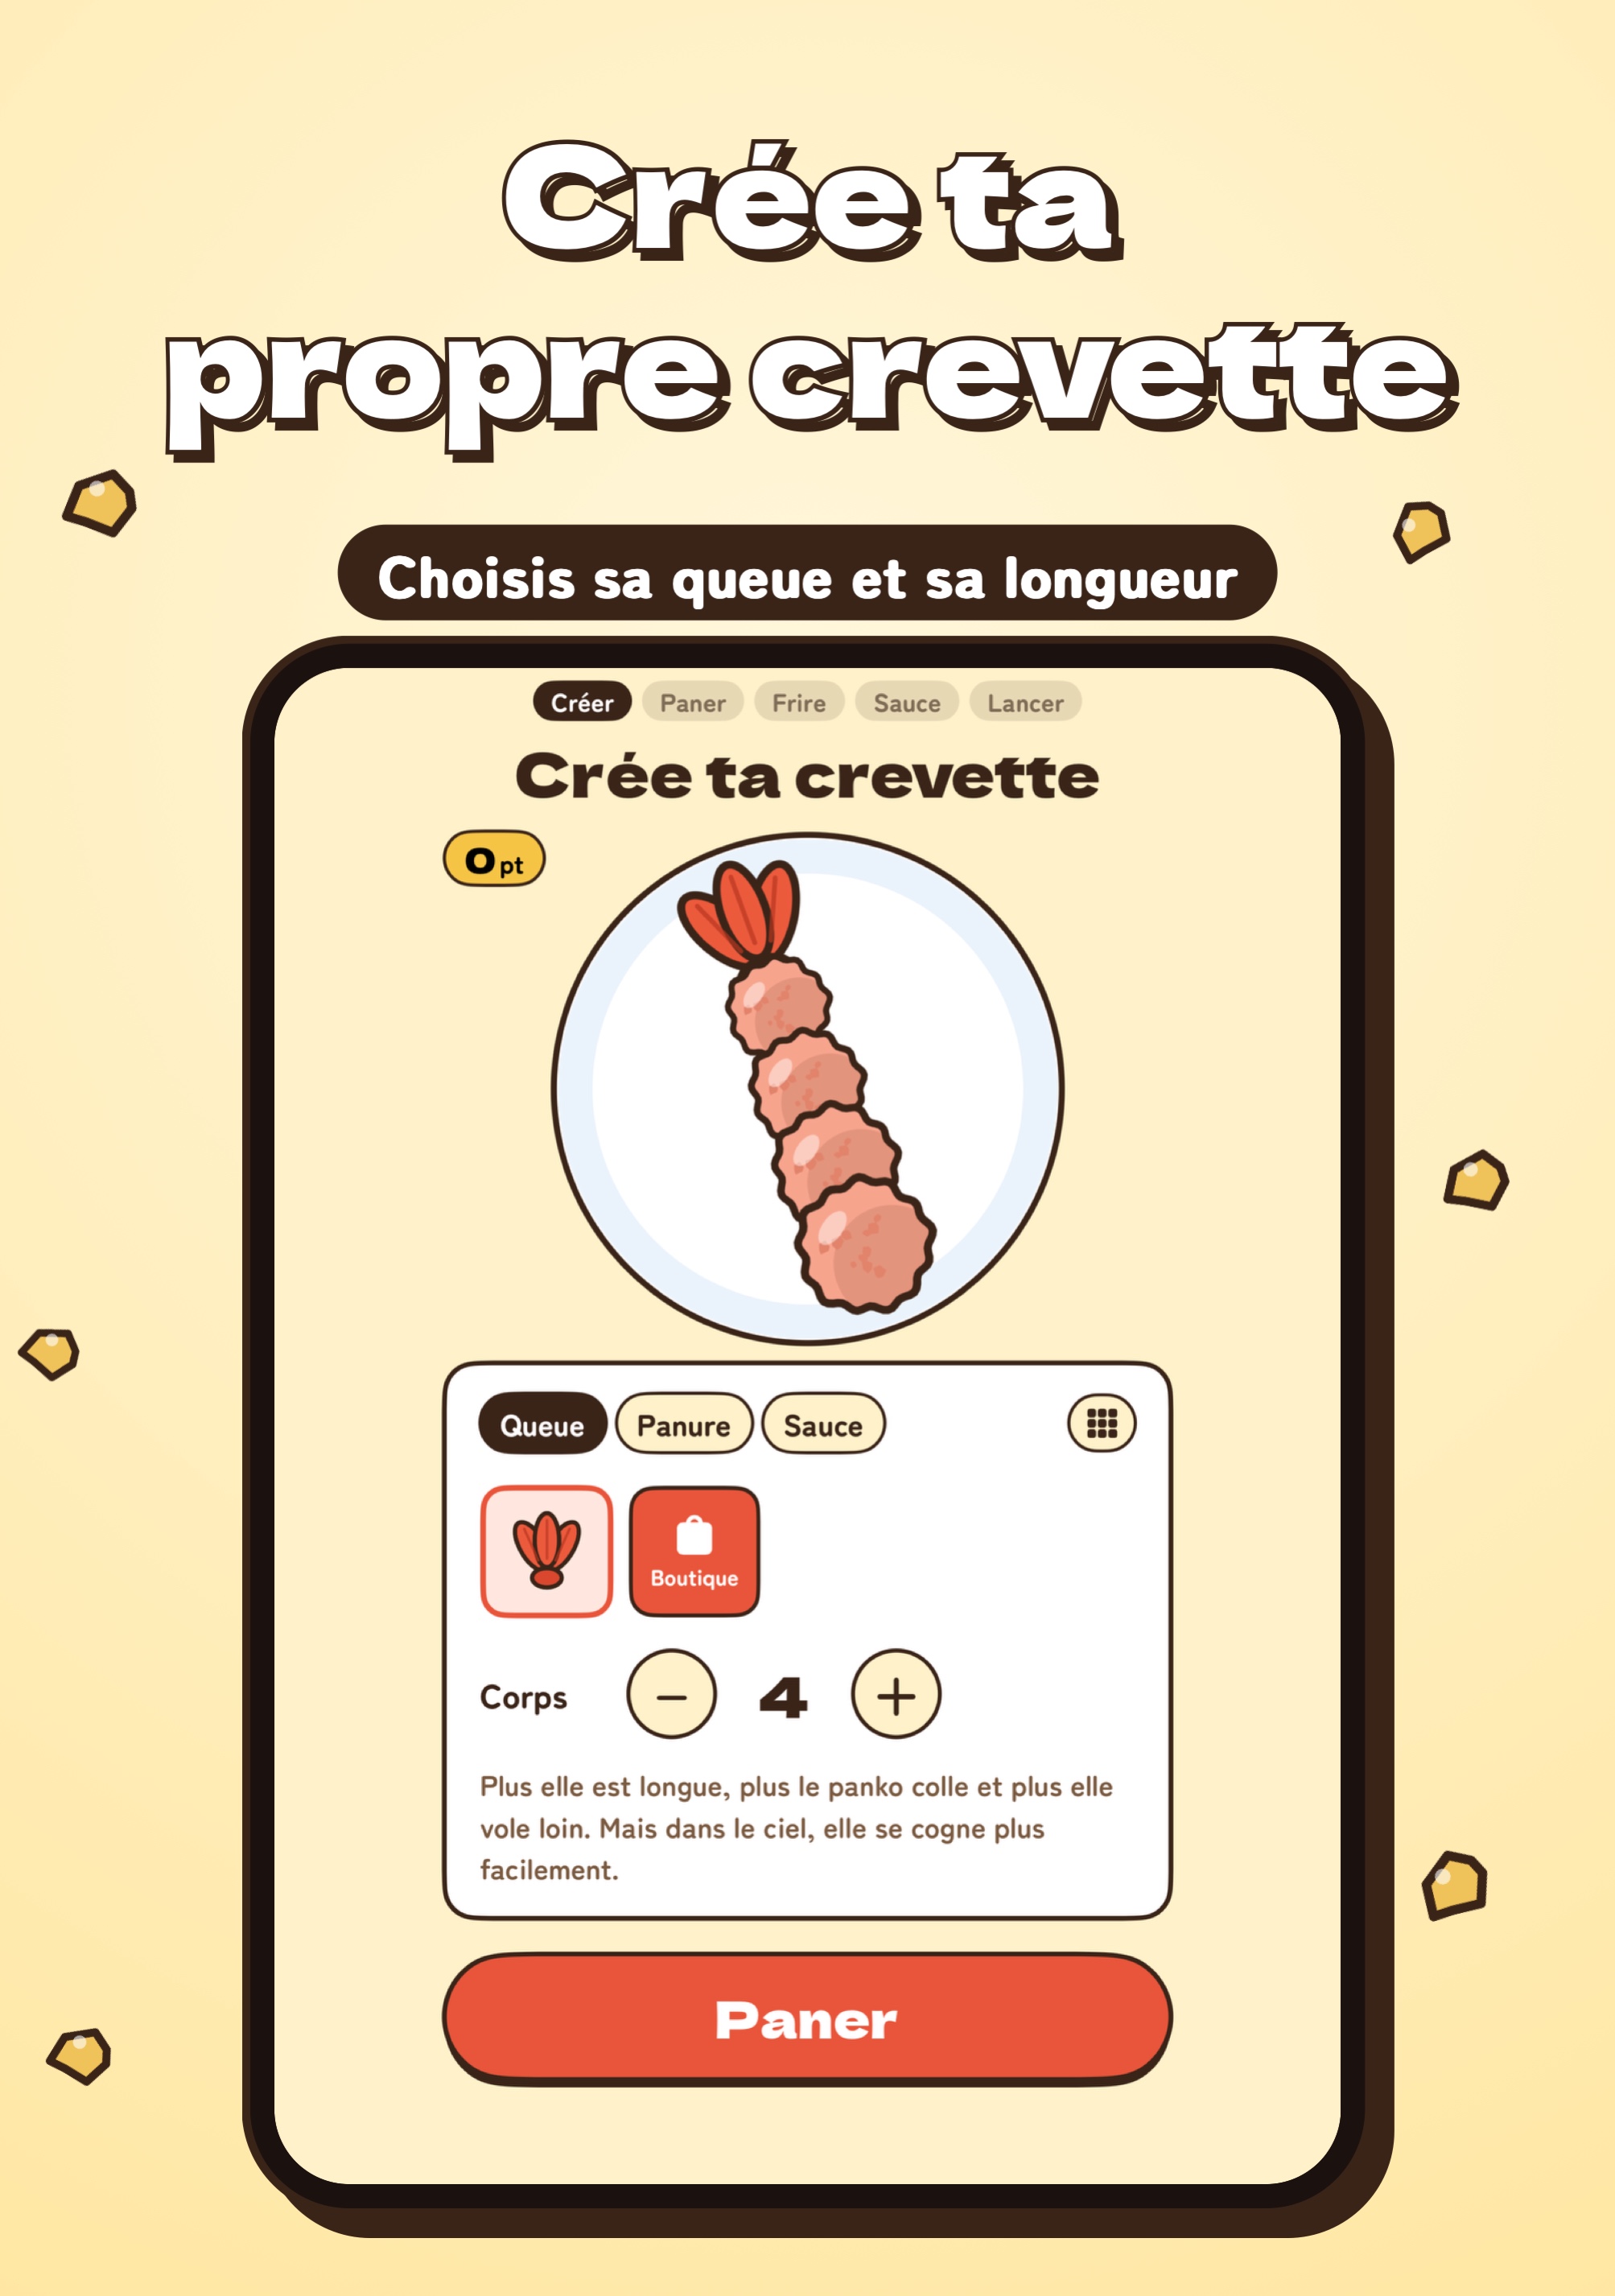 Crée ta
propre crevette
Choisis sa queue et sa longueur
Créer Paner Frire Sauce Lancer
Crée ta crevette
0 pt
Queue Panure Sauce
Boutique
Corps − 4 +
Plus elle est longue, plus le panko colle et plus elle
vole loin. Mais dans le ciel, elle se cogne plus
facilement.
Paner